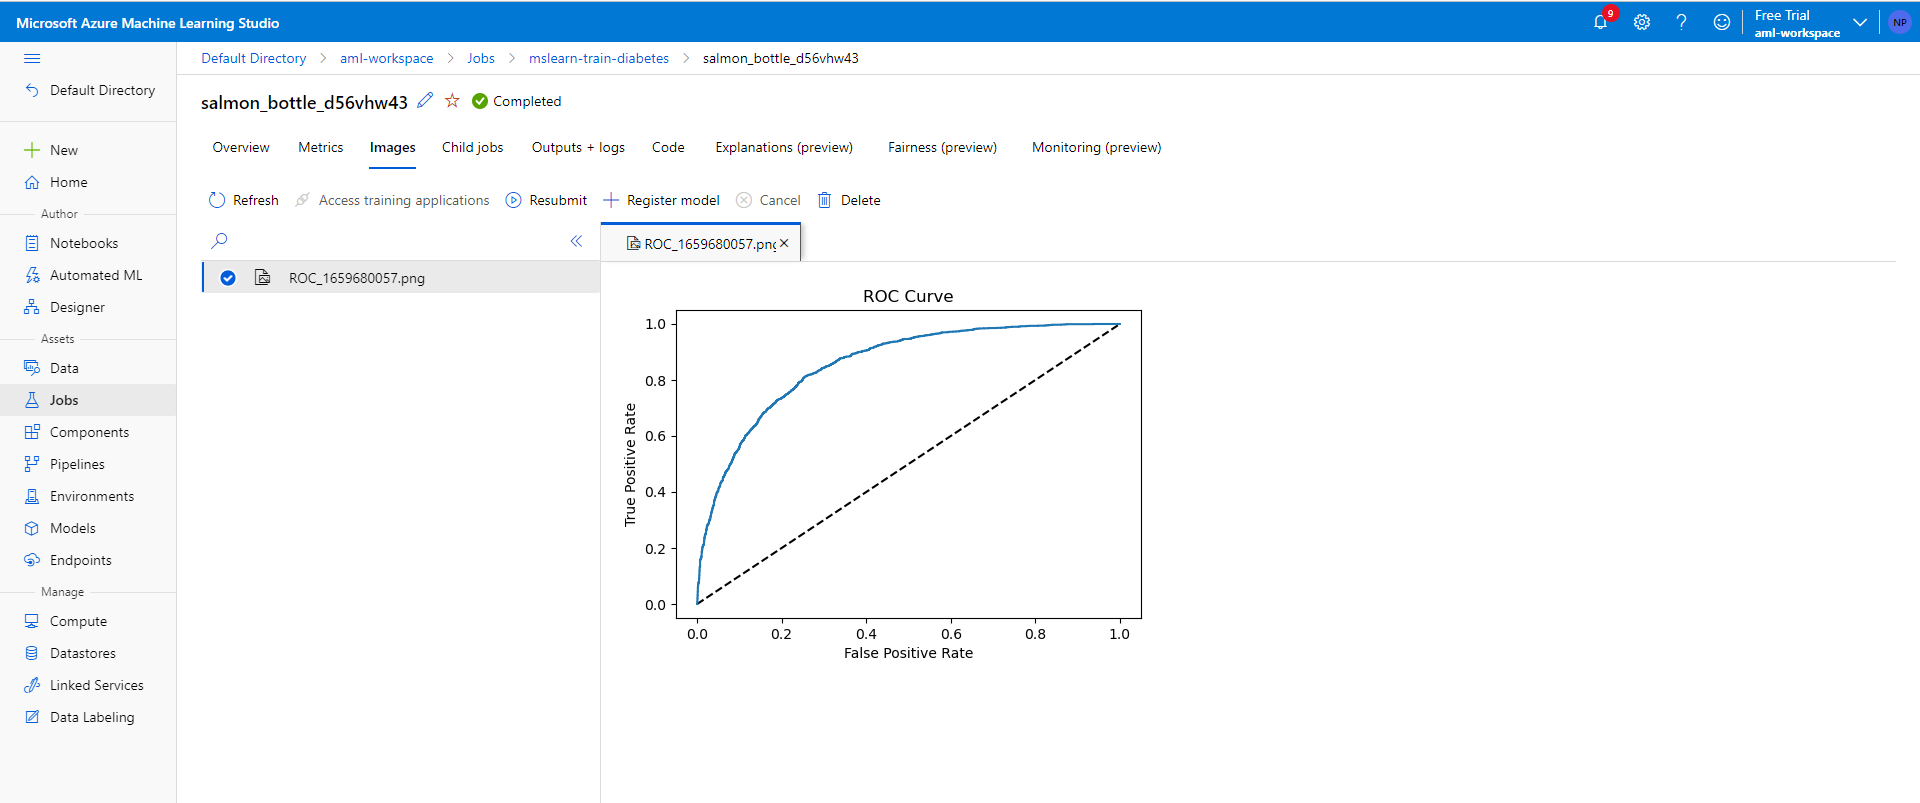 Microsoft Azure Machine Learning Studio
9
Free Trial
aml-workspace
NP
Default Directory
Default Directory > aml-workspace > Jobs > mslearn-train-diabetes > salmon_bottle_d56vhw43
salmon_bottle_d56vhw43
Completed
Overview Metrics Images Child jobs Outputs + logs Code Explanations (preview) Fairness (preview) Monitoring (preview)
Refresh Access training applications Resubmit Register model Cancel Delete
New
Home
Author
Notebooks
Automated ML
Designer
Assets
Data
Jobs
Components
Pipelines
Environments
Models
Endpoints
Manage
Compute
Datastores
Linked Services
Data Labeling
ROC_1659680057.png
ROC_1659680057.png
ROC Curve
1.0
0.8
0.6
0.4
0.2
0.0
True Positive Rate
0.0 0.2 0.4 0.6 0.8 1.0
False Positive Rate